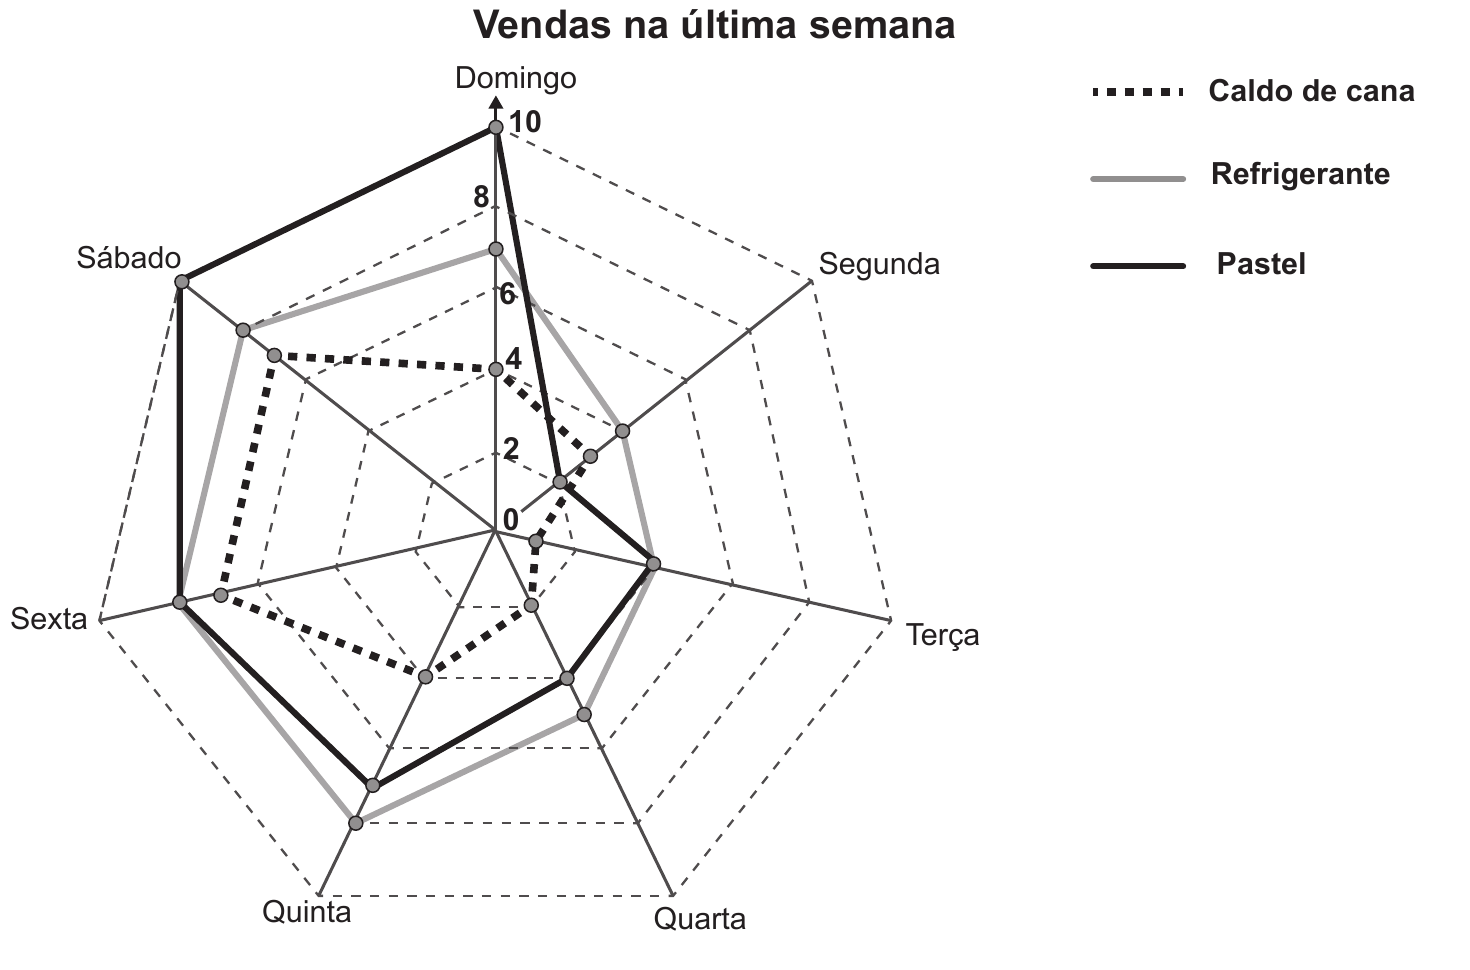 Vendas na última semana
Domingo
10
8
6
4
2
0
Segunda
Terça
Quarta
Quinta
Sexta
Sábado
Caldo de cana
Refrigerante
Pastel